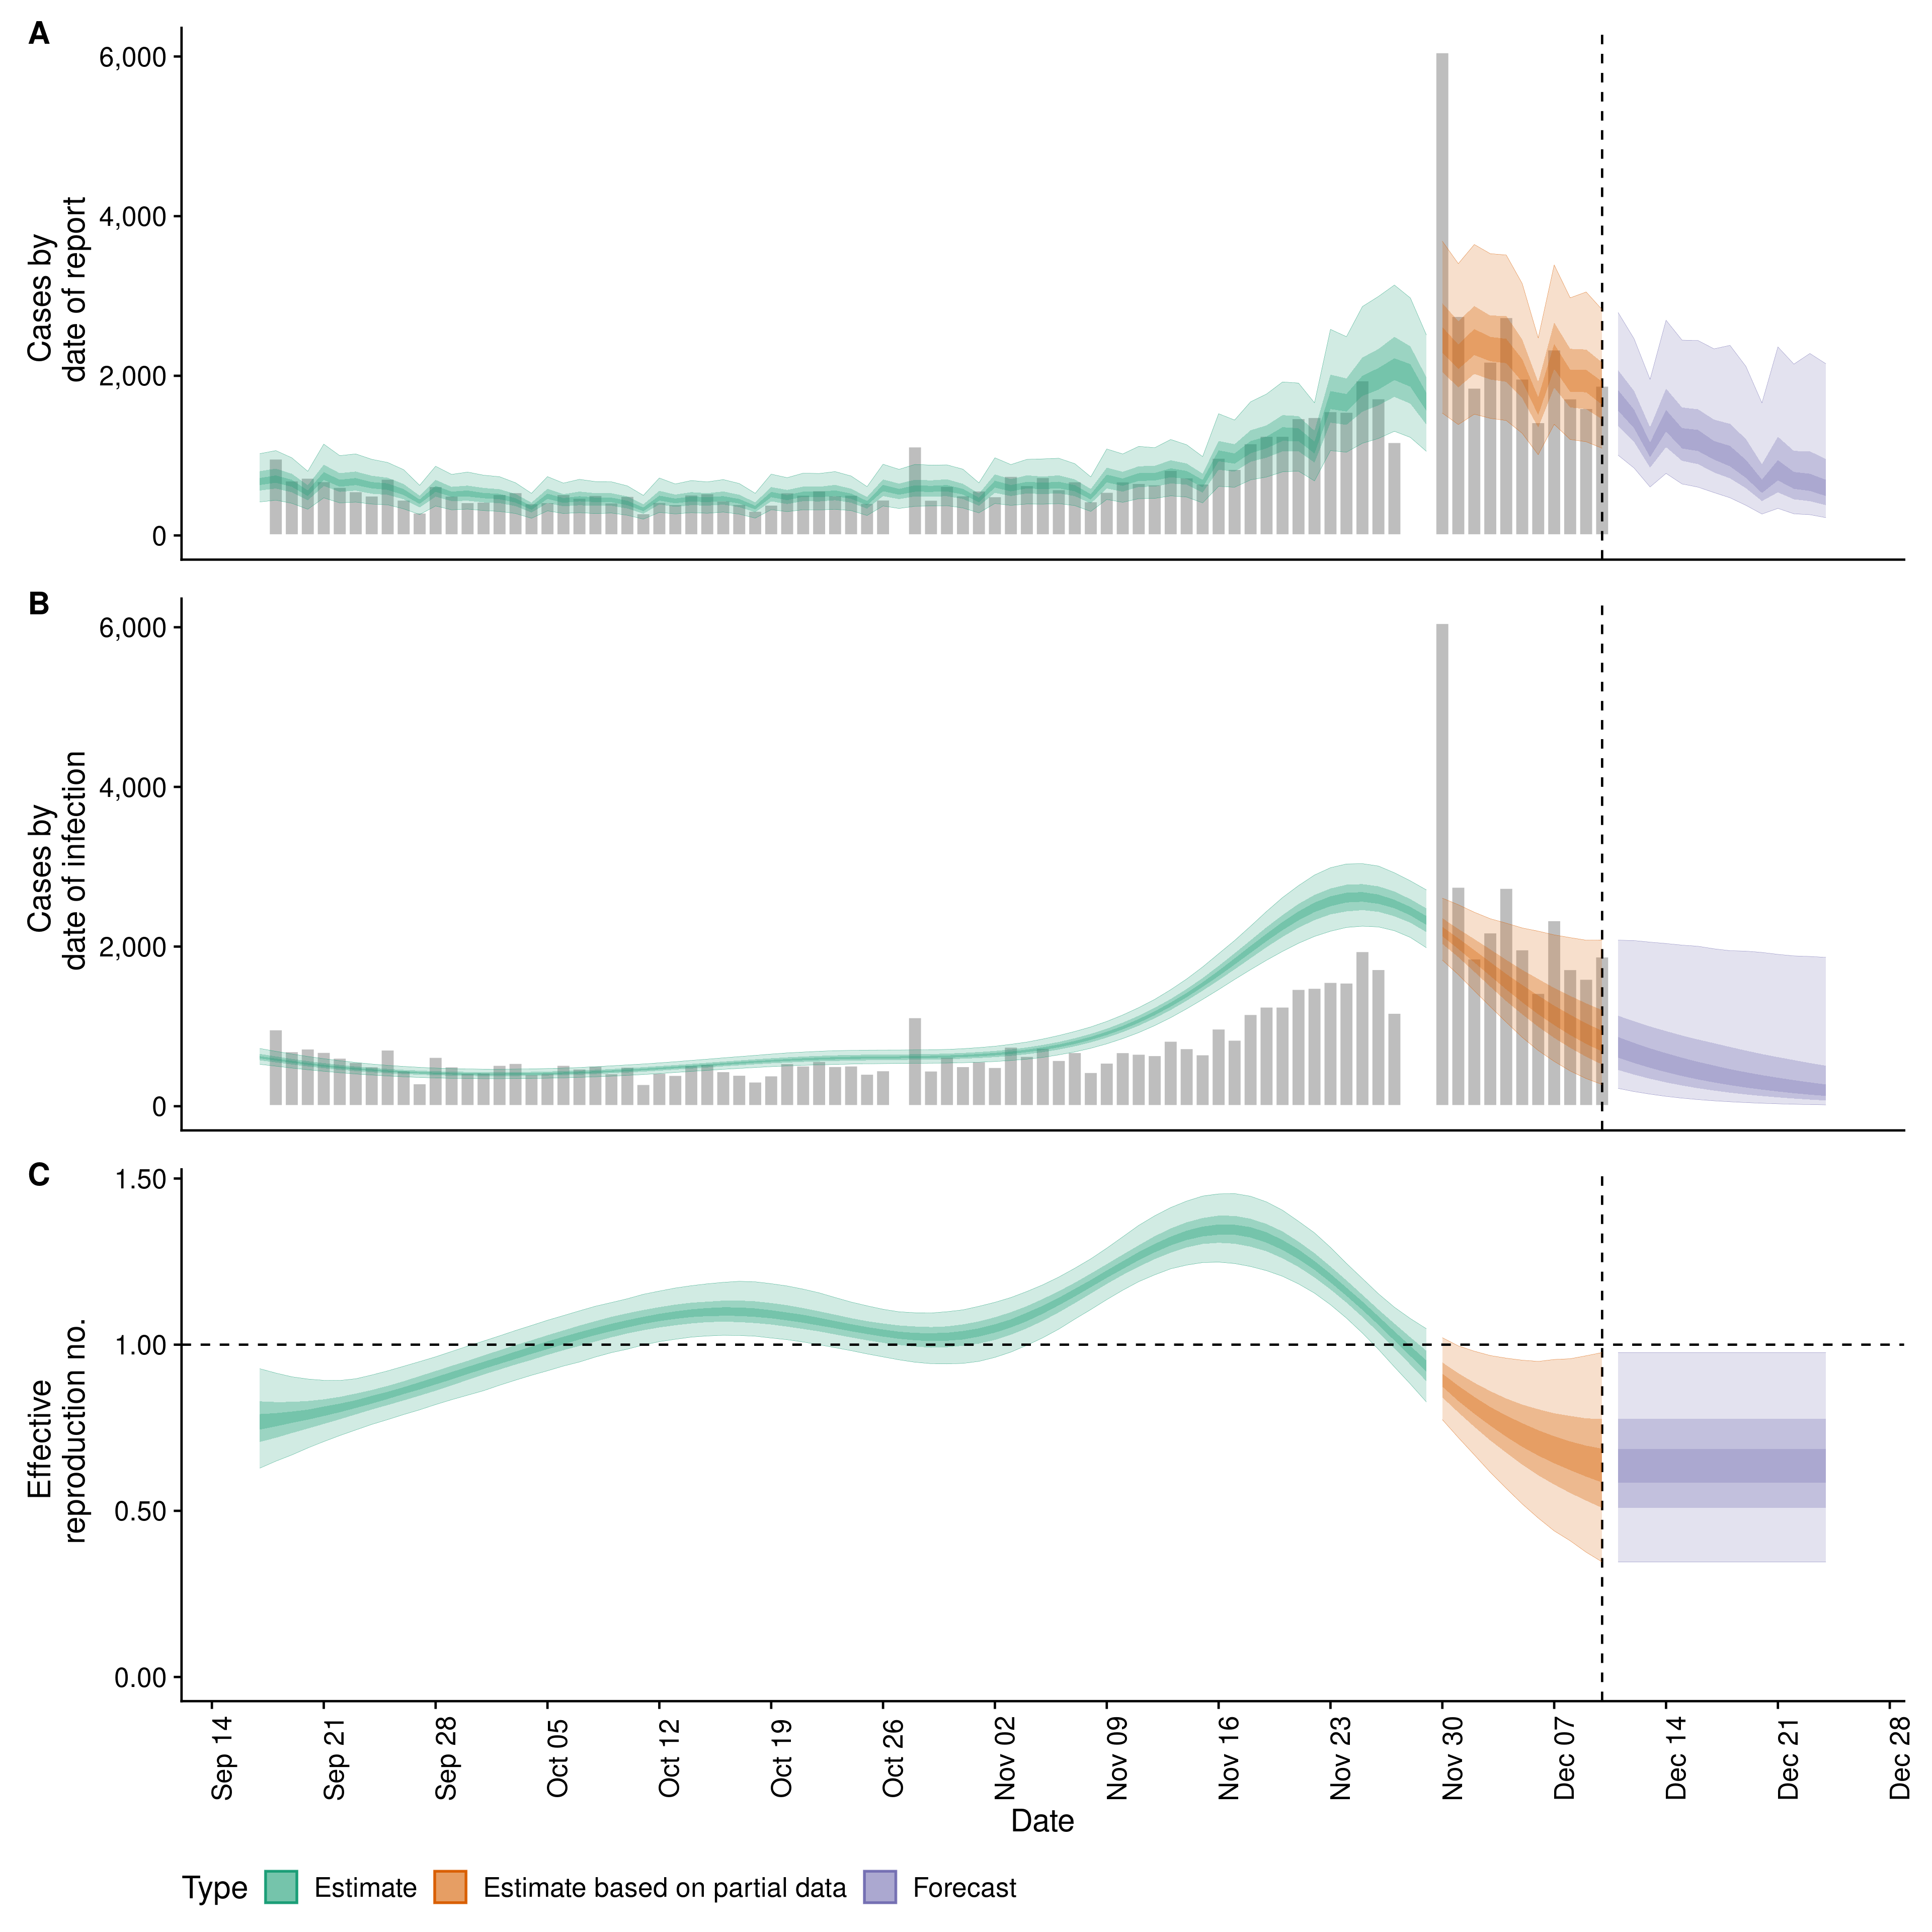 A
6,000
4,000
2,000
0
Cases by
date of report
B
6,000
4,000
2,000
0
Cases by
date of infection
C
1.50
1.00
0.50
0.00
Effective
reproduction no.
Sep 14
Sep 21
Sep 28
Oct 05
Oct 12
Oct 19
Oct 26
Nov 02
Nov 09
Nov 16
Nov 23
Nov 30
Dec 07
Dec 14
Dec 21
Dec 28
Date
Type Estimate Estimate based on partial data Forecast